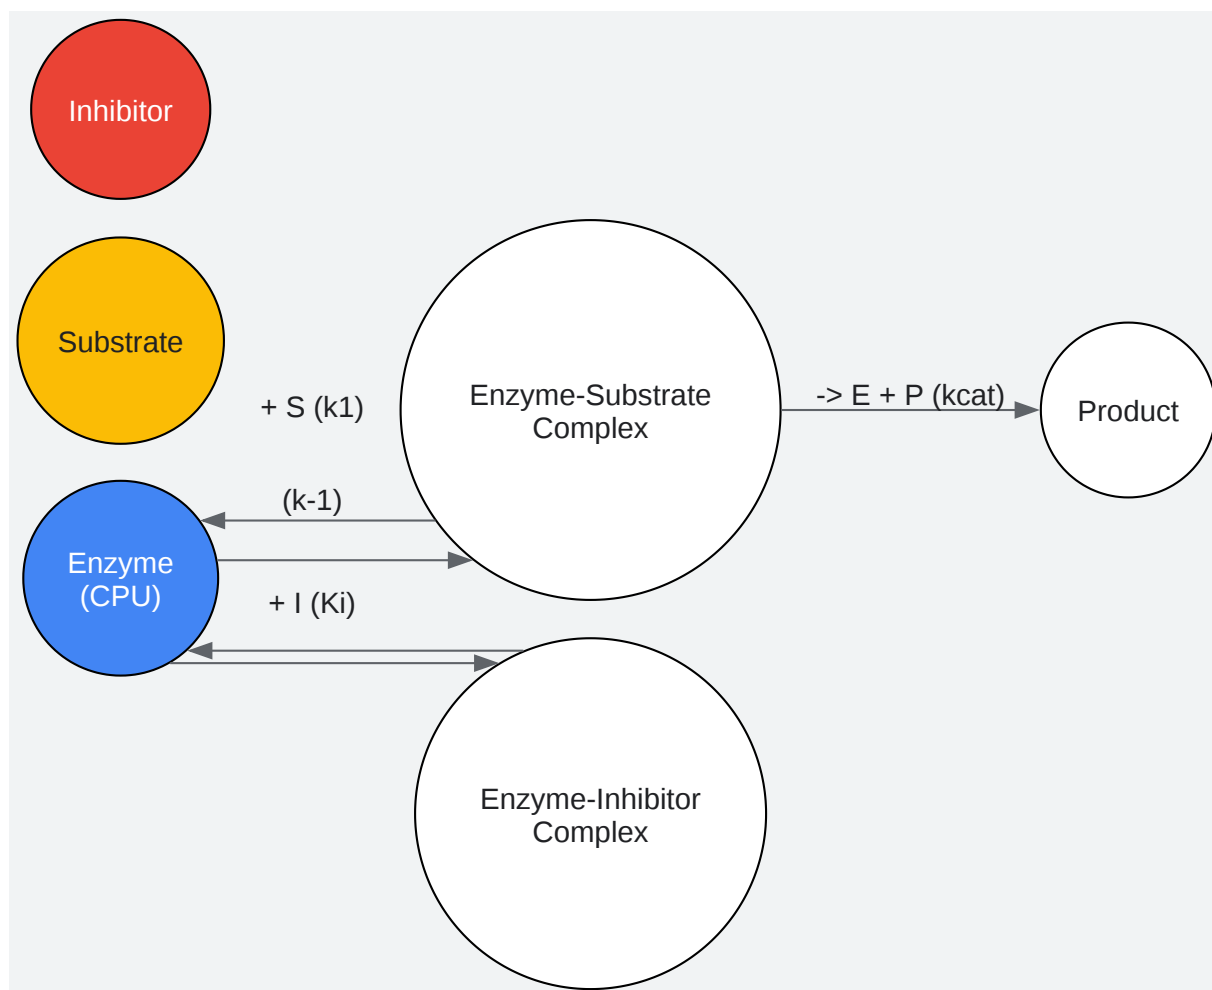 Inhibitor
Substrate
+ S (k1)
Enzyme-Substrate
Complex
-> E + P (kcat)
Product
(k-1)
Enzyme
(CPU)
+ I (Ki)
Enzyme-Inhibitor
Complex